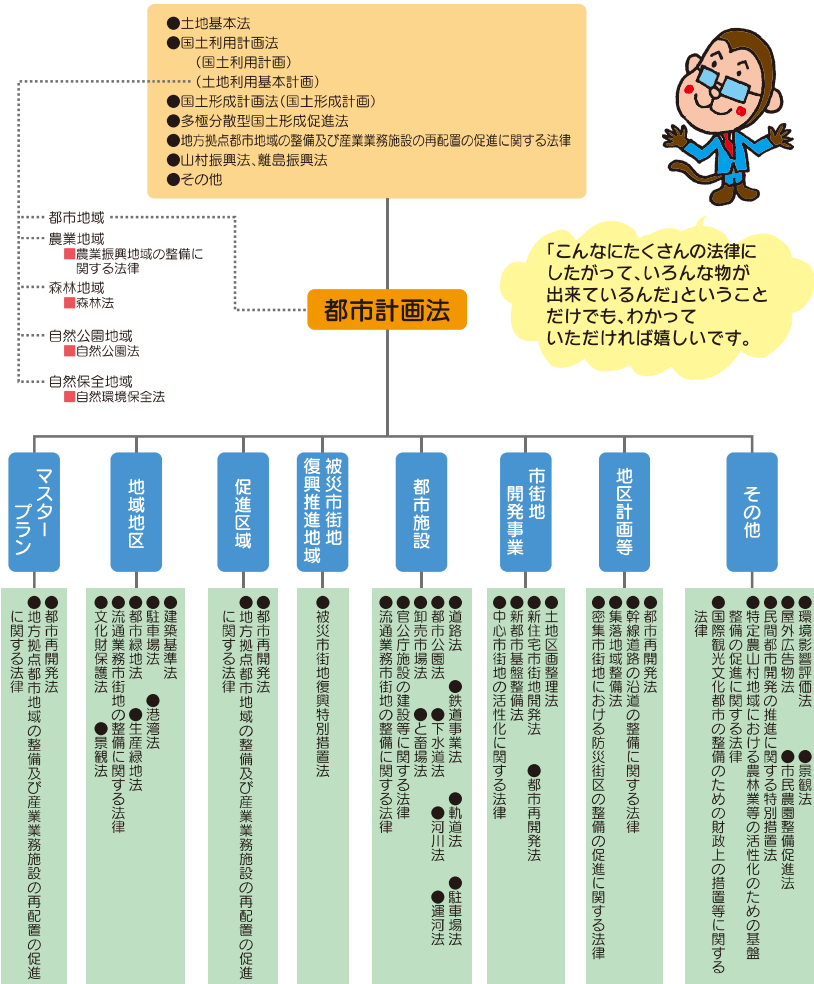 ●土地基本法
●国土利用計画法
（国土利用計画）
（土地利用基本計画）
●国土形成計画法（国土形成計画）
●多極分散型国土形成促進法
●地方拠点都市地域の整備及び産業業務施設の再配置の促進に関する法律
●山村振興法、離島振興法
●その他
都市地域
農業地域
■農業振興地域の整備に
関する法律
森林地域
■森林法
自然公園地域
■自然公園法
自然保全地域
■自然環境保全法
都市計画法
「こんなにたくさんの法律に
したがって、いろんな物が
出来ているんだ」ということ
だけでも、わかって
いただければ嬉しいです。
マスター
プラン
●都市再開発法
●地方拠点都市地域の整備及び産業業務施設の再配置の促進
に関する法律
地域地区
●建築基準法
●駐車場法 ●港湾法
●都市緑地法 ●生産緑地法
●流通業務市街地の整備に関する法律
●文化財保護法 ●景観法
促進区域
●都市再開発法
●地方拠点都市地域の整備及び産業業務施設の再配置の促進
に関する法律
被災市街地
復興推進地域
●被災市街地復興特別措置法
都市施設
●道路法 ●鉄道事業法 ●軌道法 ●駐車場法
●都市公園法 ●下水道法 ●河川法 ●運河法
●卸売市場法 ●と畜場法
●官公庁施設の建設等に関する法律
●流通業務市街地の整備に関する法律
市街地
開発事業
●土地区画整理法
●新住宅市街地開発法 ●都市再開発法
●新都市基盤整備法
●中心市街地の活性化に関する法律
地区計画等
●都市再開発法
●幹線道路の沿道の整備に関する法律
●集落地域整備法
●密集市街地における防災街区の整備の促進に関する法律
その他
●環境影響評価法 ●景観法
●屋外広告物法 ●市民農園整備促進法
●民間都市開発の推進に関する特別措置法
●特定農山村地域における農林業等の活性化のための基盤
整備の促進に関する法律
●国際観光文化都市の整備のための財政上の措置等に関する
法律